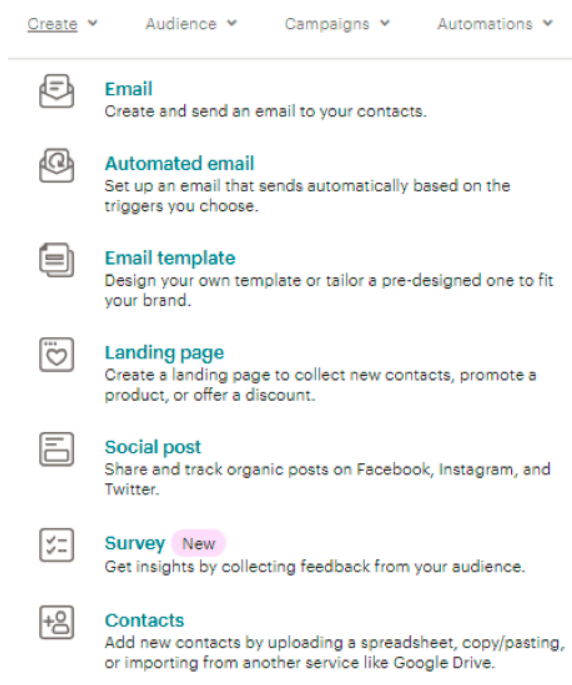 Create Audience Campaigns Automations
Email
Create and send an email to your contacts.
Automated email
Set up an email that sends automatically based on the
triggers you choose.
Email template
Design your own template or tailor a pre-designed one to fit
your brand.
Landing page
Create a landing page to collect new contacts, promote a
product, or offer a discount.
Social post
Share and track organic posts on Facebook, Instagram, and
Twitter.
Survey New
Get insights by collecting feedback from your audience.
Contacts
Add new contacts by uploading a spreadsheet, copy/pasting,
or importing from another service like Google Drive.